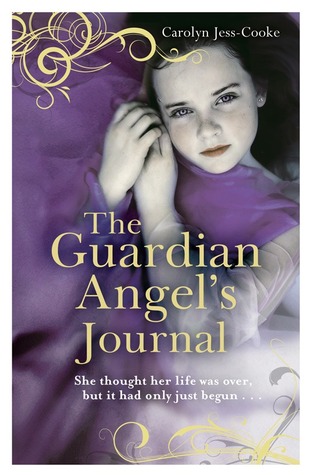 Carolyn Jess-Cooke
The
Guardian
Angel's
Journal
She thought her life was over,
but it had only just begun . . .